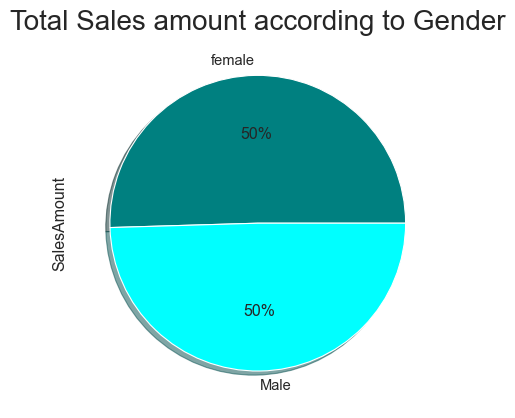 Total Sales amount according to Gender
female
50%
SalesAmount
50%
Male